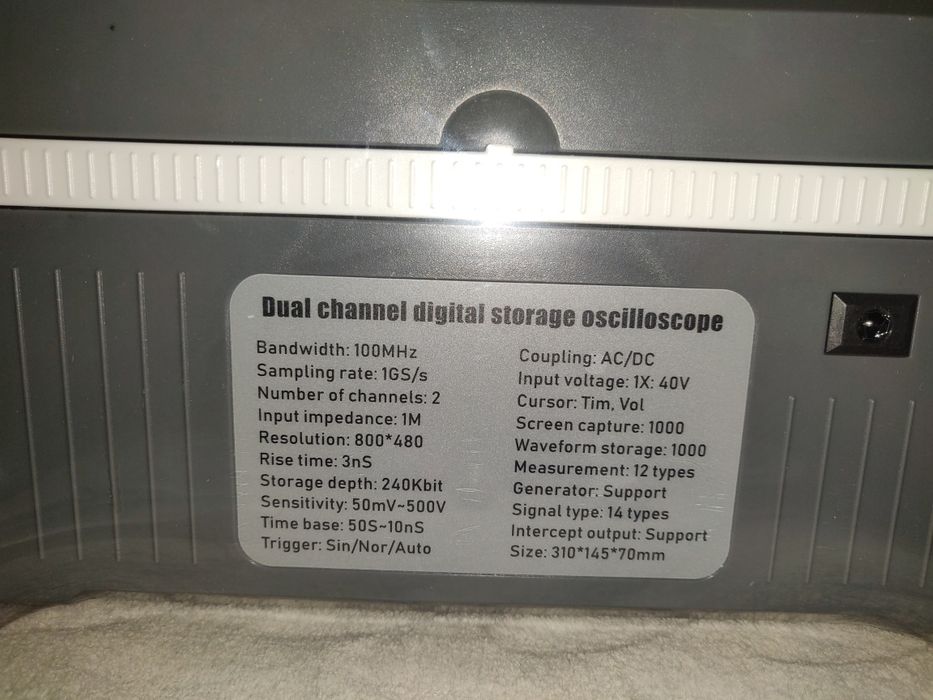 Dual channel digital storage oscilloscope
Bandwidth: 100MHz
Sampling rate: 1GS/s
Number of channels: 2
Input impedance: 1M
Resolution: 800*480
Rise time: 3nS
Storage depth: 240Kbit
Sensitivity: 50mV~500V
Time base: 50S~10nS
Trigger: Sin/Nor/Auto
Coupling: AC/DC
Input voltage: 1X: 40V
Cursor: Tim, Vol
Screen capture: 1000
Waveform storage: 1000
Measurement: 12 types
Generator: Support
Signal type: 14 types
Intercept output: Support
Size: 310*145*70mm